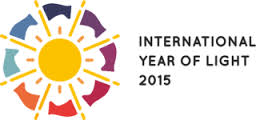 INTERNATIONAL
YEAR OF LIGHT
2015